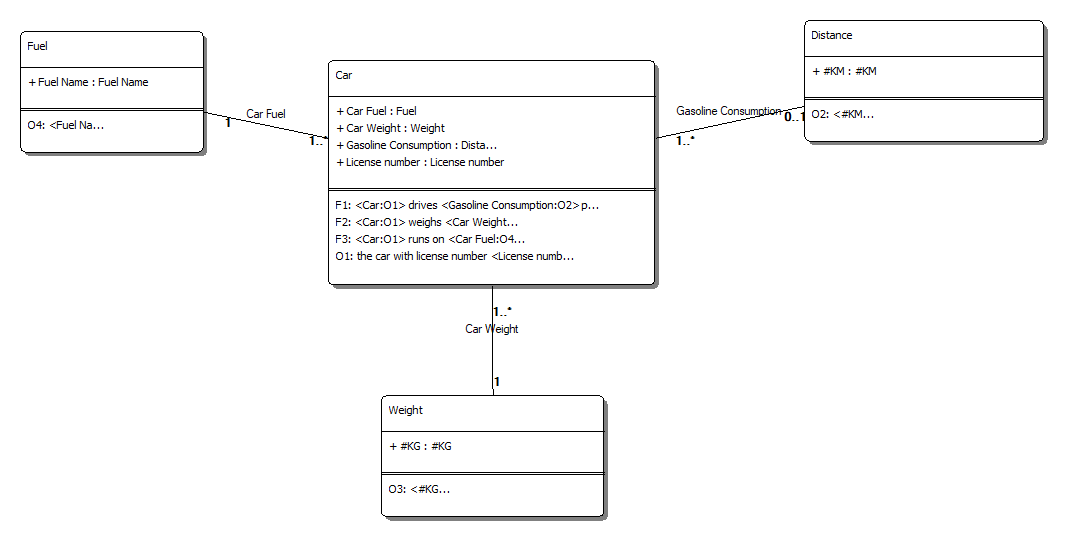 Fuel
+ Fuel Name : Fuel Name
O4: <Fuel Na...
Car Fuel
1
1..*
Car
+ Car Fuel : Fuel
+ Car Weight : Weight
+ Gasoline Consumption : Dista...
+ License number : License number
F1: <Car:O1> drives <Gasoline Consumption:O2> p...
F2: <Car:O1> weighs <Car Weight...
F3: <Car:O1> runs on <Car Fuel:O4...
O1: the car with license number <License numb...
Gasoline Consumption
0..1
1..*
Distance
+ #KM : #KM
O2: <#KM...
1..*
Car Weight
1
Weight
+ #KG : #KG
O3: <#KG...